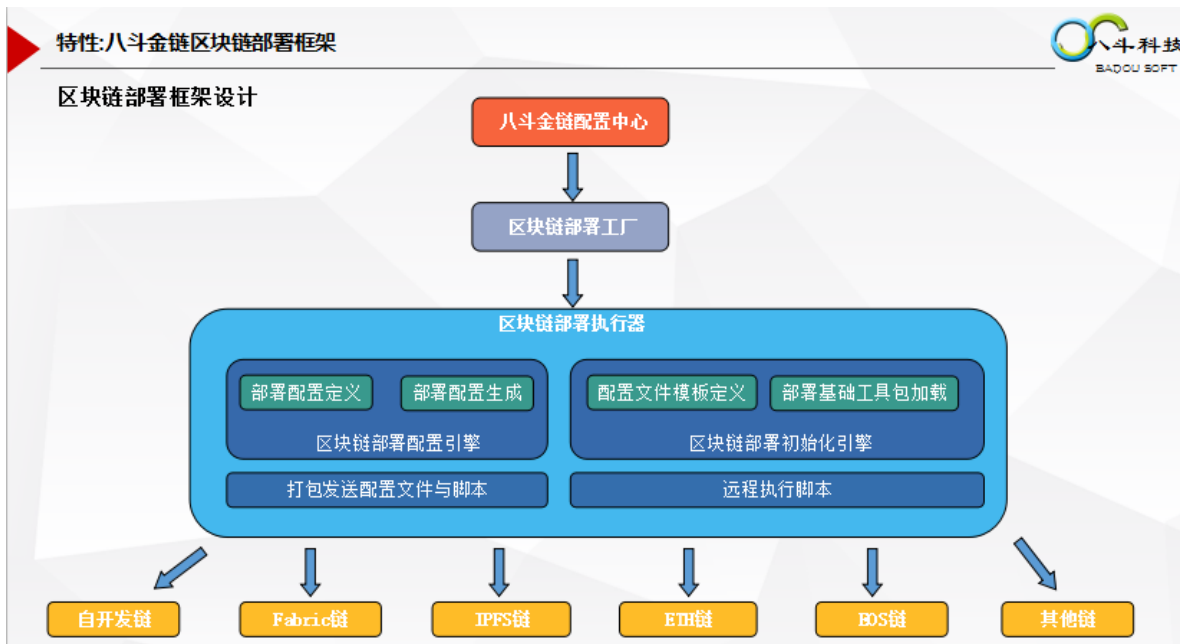 特性:八斗金链区块链部署框架
八斗科技
BADOU SOFT
区块链部署框架设计
八斗金链配置中心
区块链部署工厂
区块链部署执行器
部署配置定义
部署配置生成
配置文件模板定义
部署基础工具包加载
区块链部署配置引擎
区块链部署初始化引擎
打包发送配置文件与脚本
远程执行脚本
自开发链
Fabric链
IPFS链
ETH链
EOS链
其他链